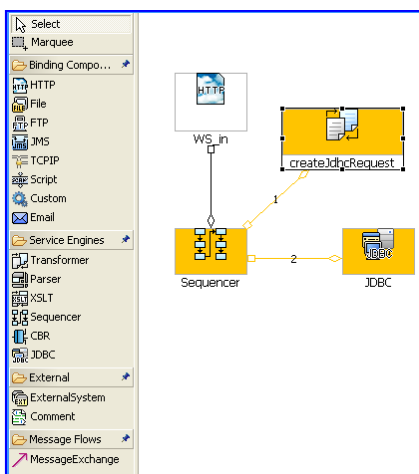 Select
Marquee
Binding Compo...
HTTP
File
FTP
JMS
TCPIP
Script
Custom
Email
Service Engines
Transformer
Parser
XSLT
Sequencer
CBR
JDBC
External
ExternalSystem
Comment
Message Flows
MessageExchange
HTTP
WS_in
createJdbcRequest
1
Sequencer
2
JDBC
JDBC